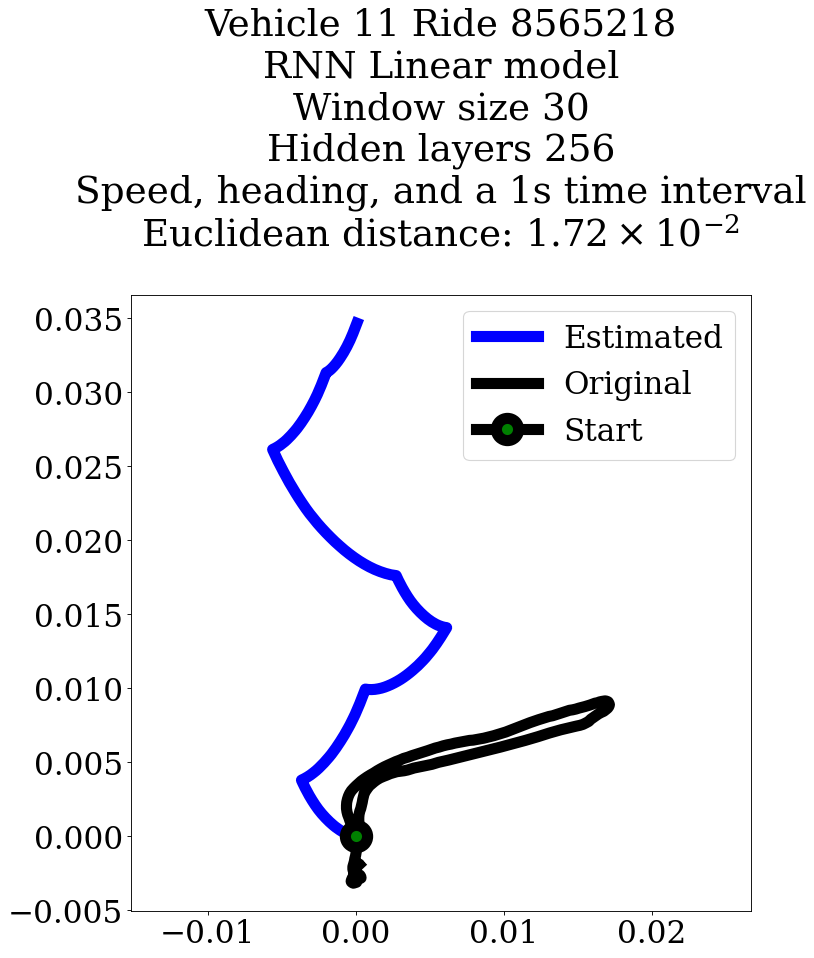 Vehicle 11 Ride 8565218
RNN Linear model
Window size 30
Hidden layers 256
Speed, heading, and a 1s time interval
Euclidean distance: 1.72 × 10⁻²
Estimated
Original
Start
0.035
0.030
0.025
0.020
0.015
0.010
0.005
0.000
−0.005
−0.01 0.00 0.01 0.02